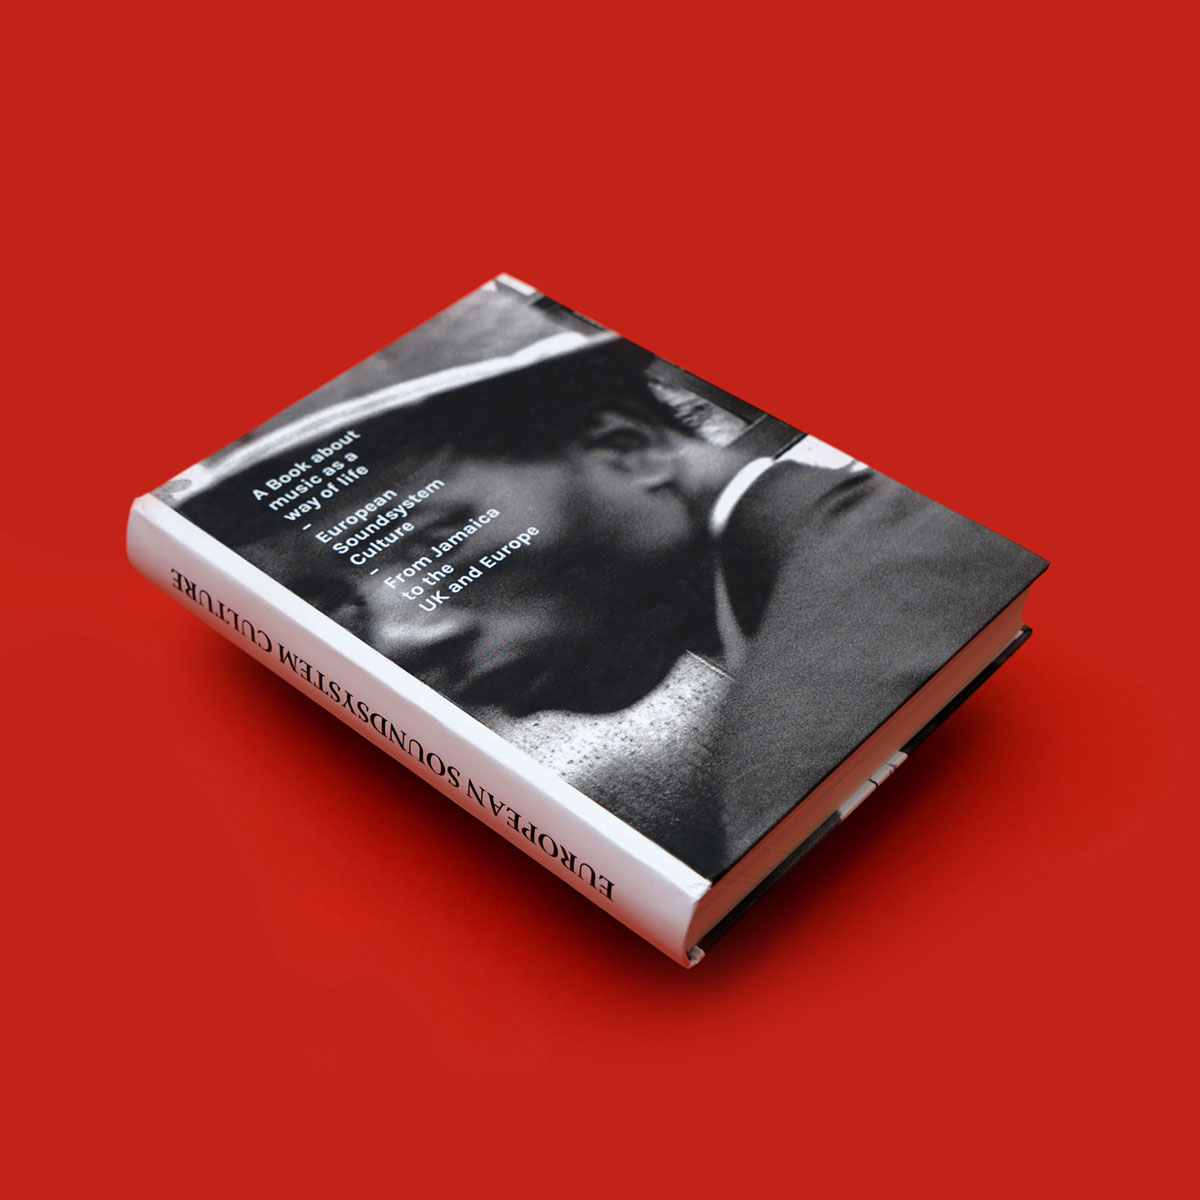 A Book about
music as a
way of life
–
European
Soundsystem
Culture
–
From Jamaica
to the
UK and Europe
EUROPEAN SOUNDSYSTEM CULTURE